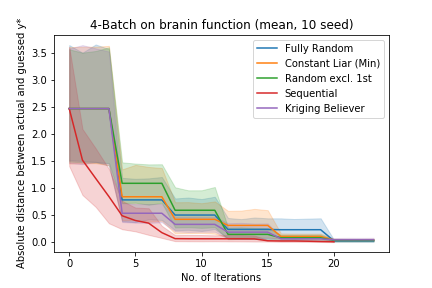 4-Batch on branin function (mean, 10 seed)
Absolute distance between actual and guessed y*
3.5
3.0
2.5
2.0
1.5
1.0
0.5
0.0
Fully Random
Constant Liar (Min)
Random excl. 1st
Sequential
Kriging Believer
0 5 10 15 20
No. of Iterations